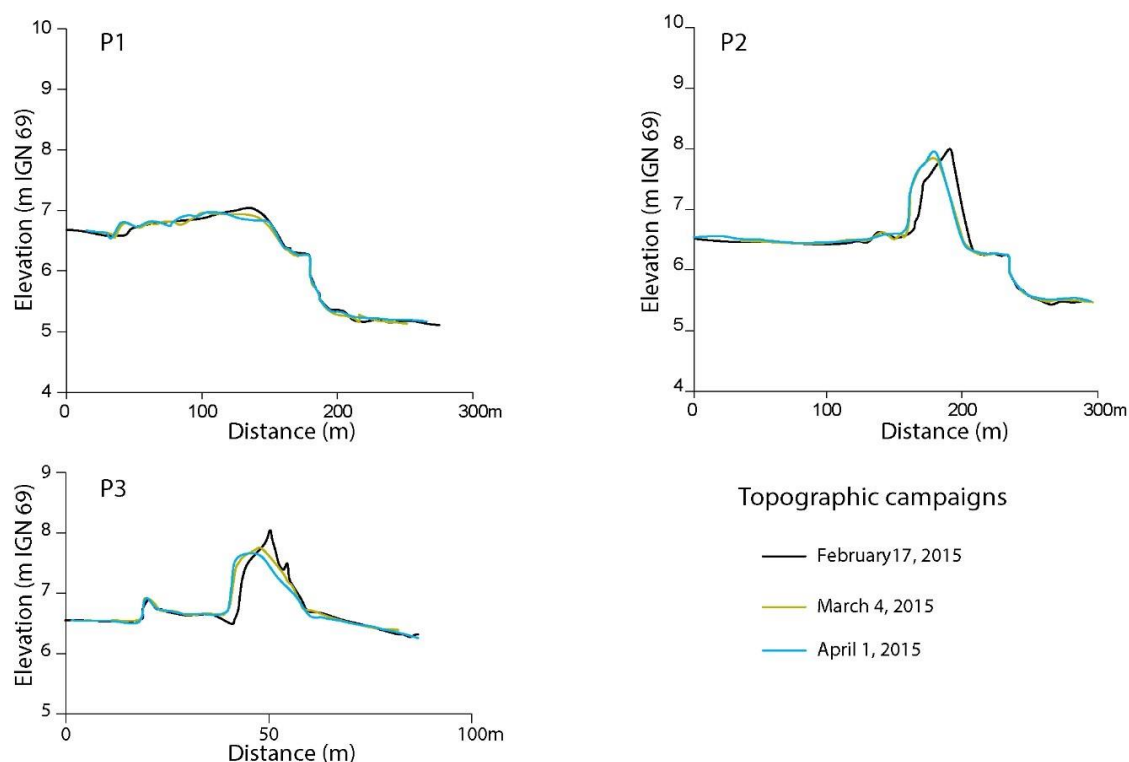 P1
10
9
8
7
6
5
4
Elevation (m IGN 69)
0
100
200
300m
Distance (m)
P2
10
9
8
7
6
5
4
Elevation (m IGN 69)
0
100
200
300m
Distance (m)
P3
9
8
7
6
5
Elevation (m IGN 69)
0
50
100m
Distance (m)
Topographic campaigns
February17, 2015
March 4, 2015
April 1, 2015